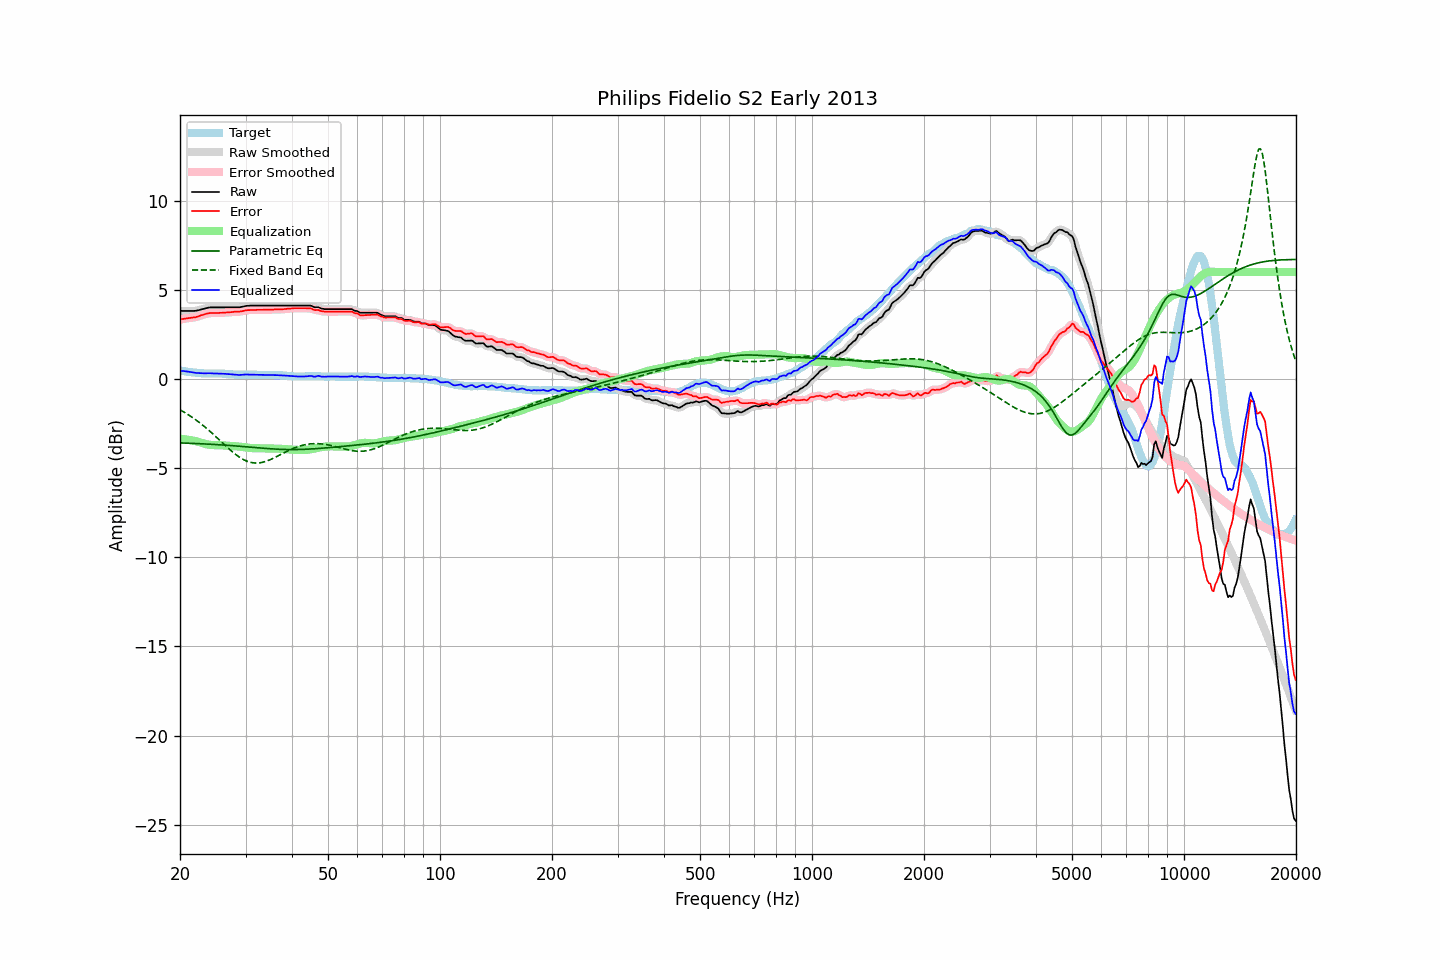 Philips Fidelio S2 Early 2013
Target
Raw Smoothed
Error Smoothed
Raw
Error
Equalization
Parametric Eq
Fixed Band Eq
Equalized
10
5
0
−5
−10
−15
−20
−25
Amplitude (dBr)
20 50 100 200 500 1000 2000 5000 10000 20000
Frequency (Hz)